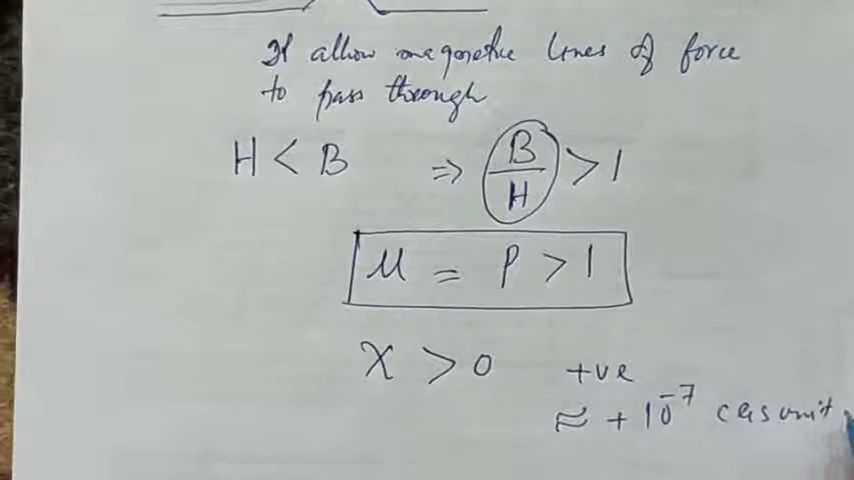 It allow magnetic lines of force
to pass through
H < B ⇒ B/H > 1
μ = P > 1
χ > 0 +ve
≈ + 10⁻⁷ cgs unit